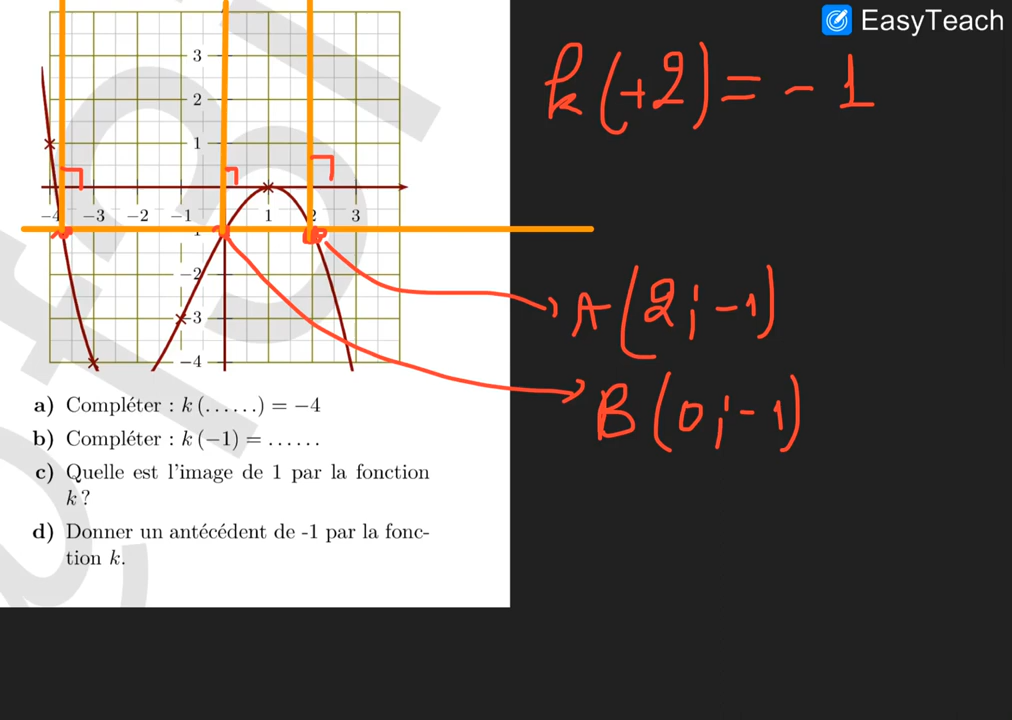 EasyTeach
k(+2) = -1
3
2
1
-4 -3 -2 -1 1 2 3
-2
-3
-4
A(2; -1)
B(0; -1)
a) Compléter : k (......) = −4
b) Compléter : k (−1) = ......
c) Quelle est l'image de 1 par la fonction
k ?
d) Donner un antécédent de -1 par la fonc-
tion k.